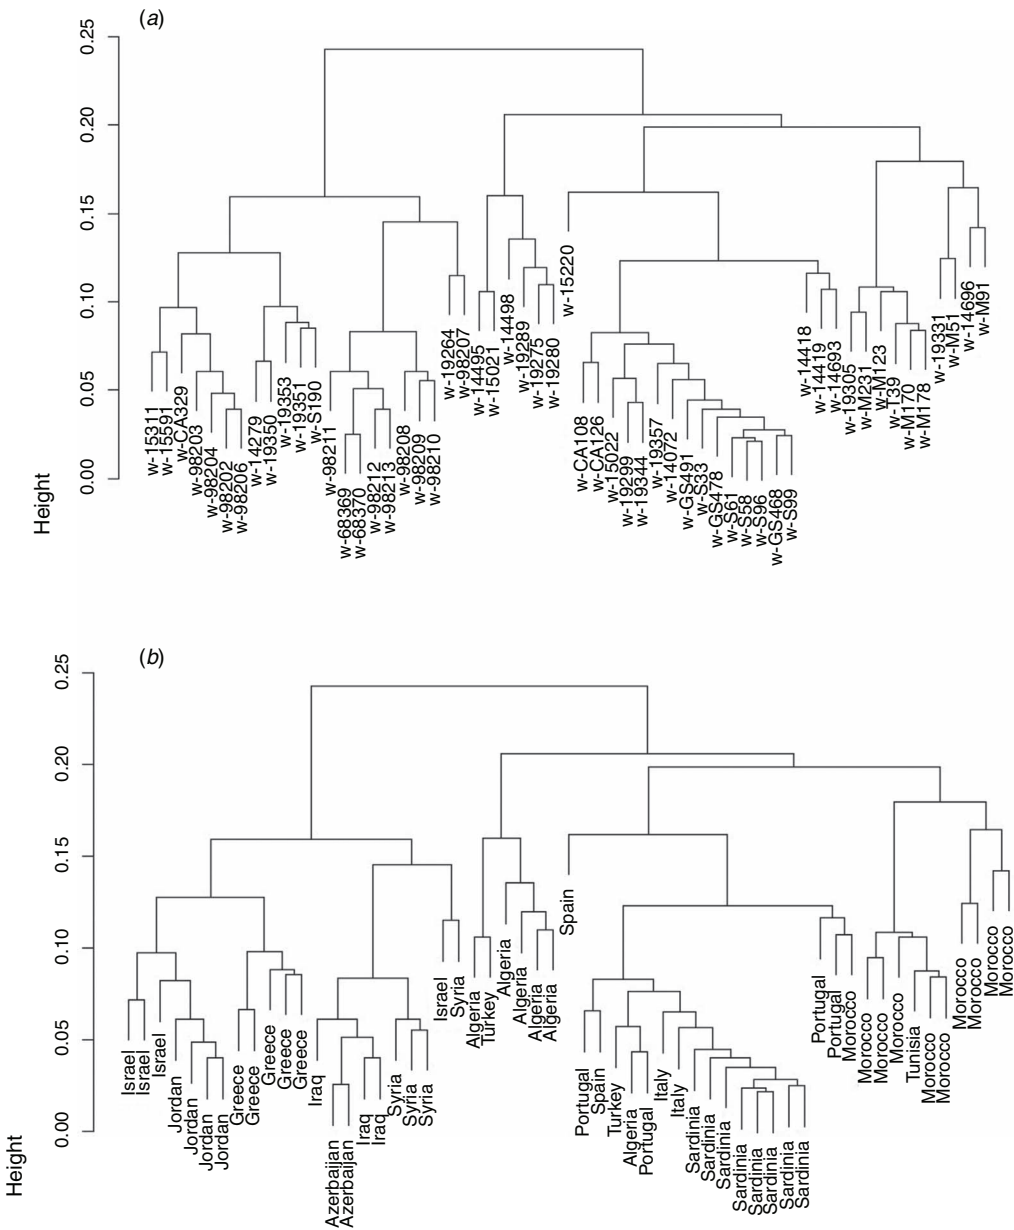 (a)
0.25
0.20
0.15
0.10
0.05
0.00
Height
w-15311
w-15591
w-CA329
w-98203
w-98204
w-98202
w-98206
w-14279
w-19350
w-19353
w-19351
w-S190
w-98211
w-68369
w-68370
w-98212
w-98213
w-98208
w-98209
w-98210
w-19264
w-98207
w-14495
w-15021
w-14498
w-19289
w-19275
w-19280
w-15220
w-CA108
w-CA126
w-15022
w-19299
w-19344
w-19357
w-14072
w-GS491
w-S33
w-GS478
w-S61
w-S58
w-S96
w-GS468
w-S99
w-14418
w-14419
w-14693
w-19305
w-M231
w-M123
w-T39
w-M170
w-M178
w-19331
w-M51
w-14696
w-M91
(b)
0.25
0.20
0.15
0.10
0.05
0.00
Height
Israel
Israel
Israel
Jordan
Jordan
Jordan
Jordan
Greece
Greece
Greece
Greece
Greece
Iraq
Azerbaijan
Azerbaijan
Iraq
Iraq
Syria
Syria
Syria
Israel
Syria
Algeria
Turkey
Algeria
Algeria
Algeria
Algeria
Spain
Portugal
Spain
Turkey
Algeria
Portugal
Italy
Italy
Sardinia
Sardinia
Sardinia
Sardinia
Sardinia
Sardinia
Sardinia
Sardinia
Portugal
Portugal
Morocco
Morocco
Morocco
Morocco
Tunisia
Morocco
Morocco
Morocco
Morocco
Morocco
Morocco